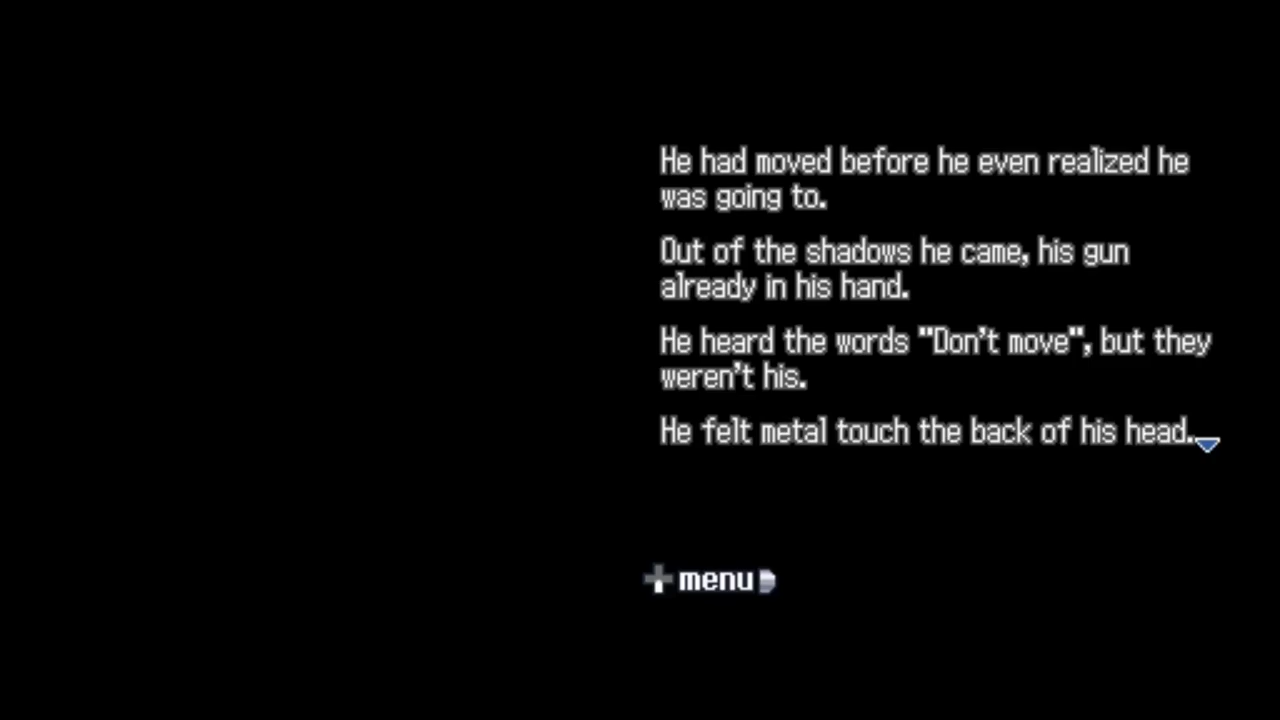 He had moved before he even realized he
was going to.
Out of the shadows he came, his gun
already in his hand.
He heard the words "Don't move", but they
weren't his.
He felt metal touch the back of his head.
menu